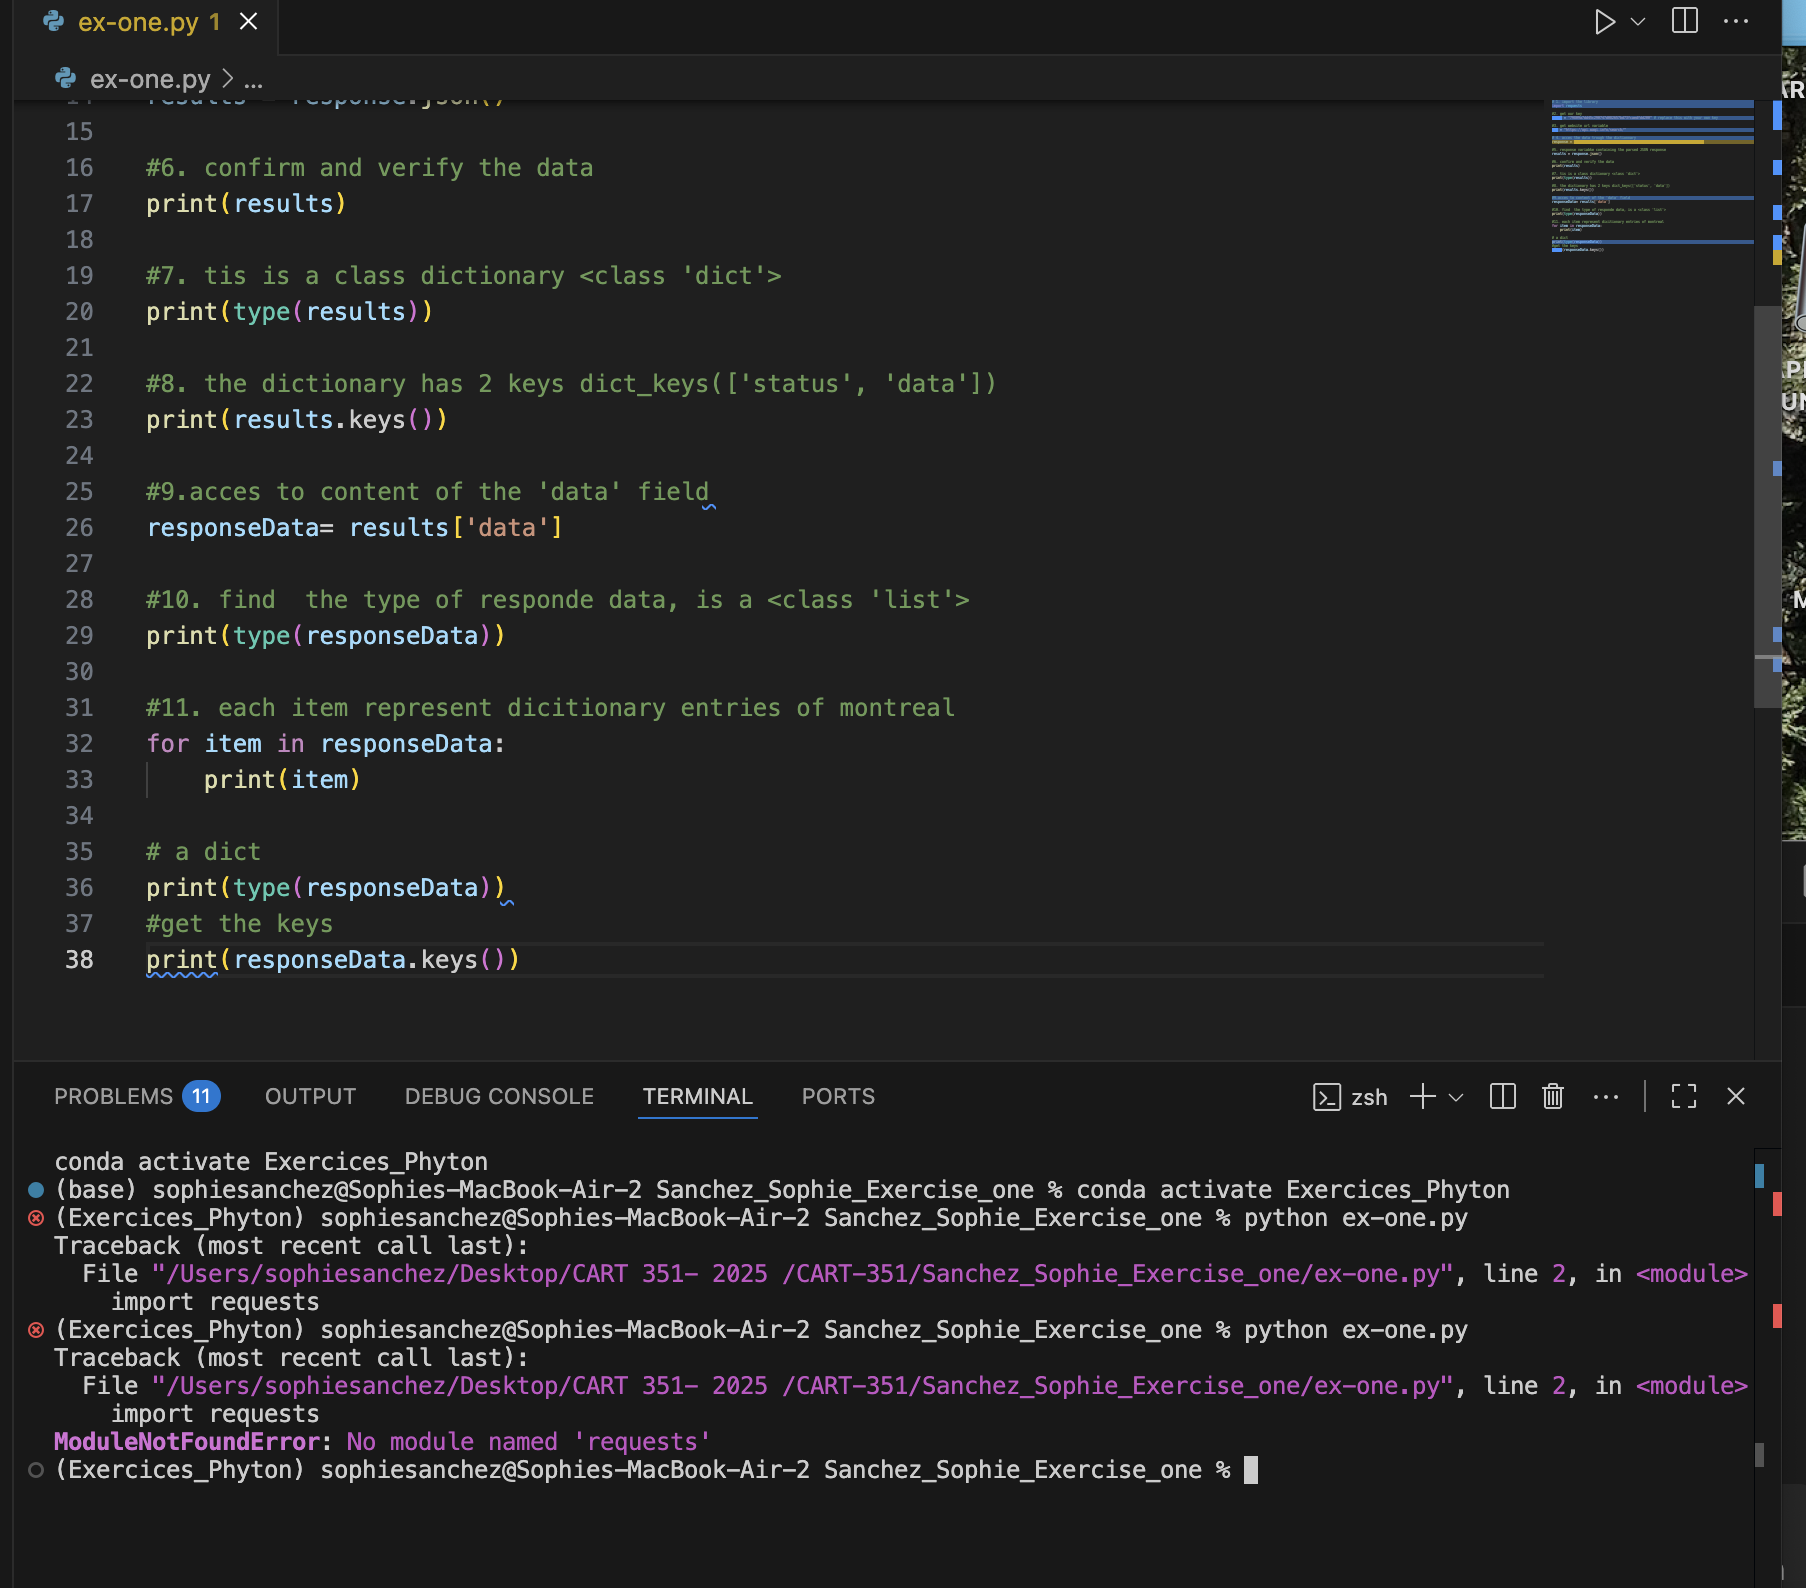 ex-one.py 1
ex-one.py > ...
14 results = response.json()
15
16 #6. confirm and verify the data
17 print(results)
18
19 #7. tis is a class dictionary <class 'dict'>
20 print(type(results))
21
22 #8. the dictionary has 2 keys dict_keys(['status', 'data'])
23 print(results.keys())
24
25 #9.acces to content of the 'data' field
26 responseData= results['data']
27
28 #10. find  the type of responde data, is a <class 'list'>
29 print(type(responseData))
30
31 #11. each item represent dicitionary entries of montreal
32 for item in responseData:
33     print(item)
34
35 # a dict
36 print(type(responseData))
37 #get the keys
38 print(responseData.keys())
PROBLEMS 11 OUTPUT DEBUG CONSOLE TERMINAL PORTS zsh
conda activate Exercices_Phyton
(base) sophiesanchez@Sophies-MacBook-Air-2 Sanchez_Sophie_Exercise_one % conda activate Exercices_Phyton
(Exercices_Phyton) sophiesanchez@Sophies-MacBook-Air-2 Sanchez_Sophie_Exercise_one % python ex-one.py
Traceback (most recent call last):
  File "/Users/sophiesanchez/Desktop/CART 351- 2025 /CART-351/Sanchez_Sophie_Exercise_one/ex-one.py", line 2, in <module>
    import requests
(Exercices_Phyton) sophiesanchez@Sophies-MacBook-Air-2 Sanchez_Sophie_Exercise_one % python ex-one.py
Traceback (most recent call last):
  File "/Users/sophiesanchez/Desktop/CART 351- 2025 /CART-351/Sanchez_Sophie_Exercise_one/ex-one.py", line 2, in <module>
    import requests
ModuleNotFoundError: No module named 'requests'
(Exercices_Phyton) sophiesanchez@Sophies-MacBook-Air-2 Sanchez_Sophie_Exercise_one %